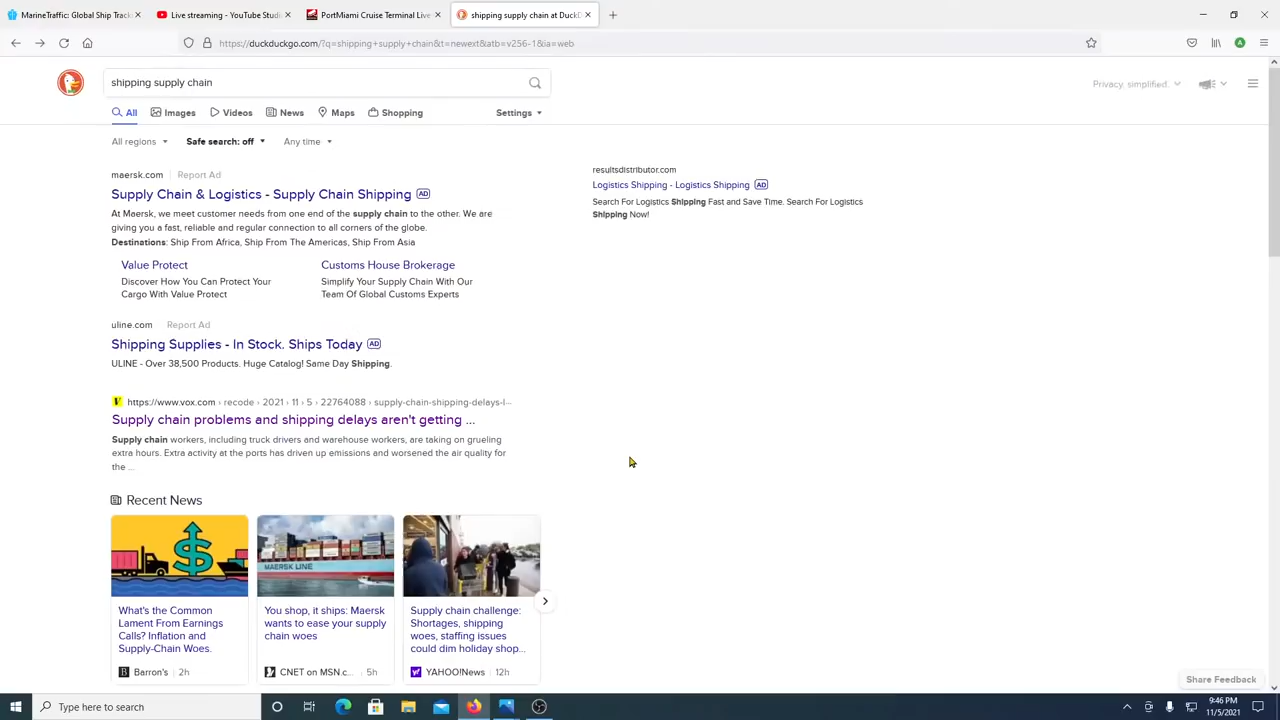 MarineTraffic: Global Ship Trac
Live streaming - YouTube Studi
PortMiami Cruise Terminal Live
shipping supply chain at DuckD
https://duckduckgo.com/?q=shipping+supply+chain&t=newext&atb=v256-1&ia=web
shipping supply chain
Privacy, simplified.
All
Images
Videos
News
Maps
Shopping
Settings
All regions
Safe search: off
Any time
maersk.com
Report Ad
Supply Chain & Logistics - Supply Chain Shipping AD
At Maersk, we meet customer needs from one end of the supply chain to the other. We are
giving you a fast, reliable and regular connection to all corners of the globe.
Destinations: Ship From Africa, Ship From The Americas, Ship From Asia
Value Protect
Discover How You Can Protect Your
Cargo With Value Protect
Customs House Brokerage
Simplify Your Supply Chain With Our
Team Of Global Customs Experts
uline.com
Report Ad
Shipping Supplies - In Stock. Ships Today AD
ULINE - Over 38,500 Products. Huge Catalog! Same Day Shipping.
https://www.vox.com › recode › 2021 › 11 › 5 › 22764088 › supply-chain-shipping-delays-l...
Supply chain problems and shipping delays aren't getting ...
Supply chain workers, including truck drivers and warehouse workers, are taking on grueling
extra hours. Extra activity at the ports has driven up emissions and worsened the air quality for
the ...
resultsdistributor.com
Logistics Shipping - Logistics Shipping AD
Search For Logistics Shipping Fast and Save Time. Search For Logistics
Shipping Now!
Recent News
MAERSK LINE
What's the Common
Lament From Earnings
Calls? Inflation and
Supply-Chain Woes.
Barron's
2h
You shop, it ships: Maersk
wants to ease your supply
chain woes
CNET on MSN.c...
5h
Supply chain challenge:
Shortages, shipping
woes, staffing issues
could dim holiday shop...
YAHOO!News
12h
Share Feedback
Type here to search
9:46 PM
11/5/2021